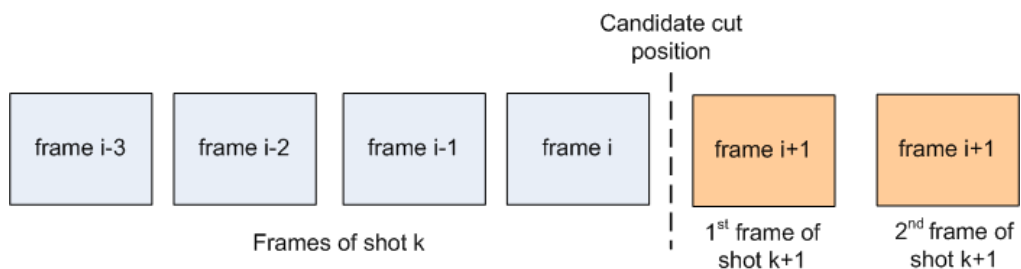 Candidate cut
position
frame i-3
frame i-2
frame i-1
frame i
frame i+1
frame i+1
Frames of shot k
1st frame of
shot k+1
2nd frame of
shot k+1